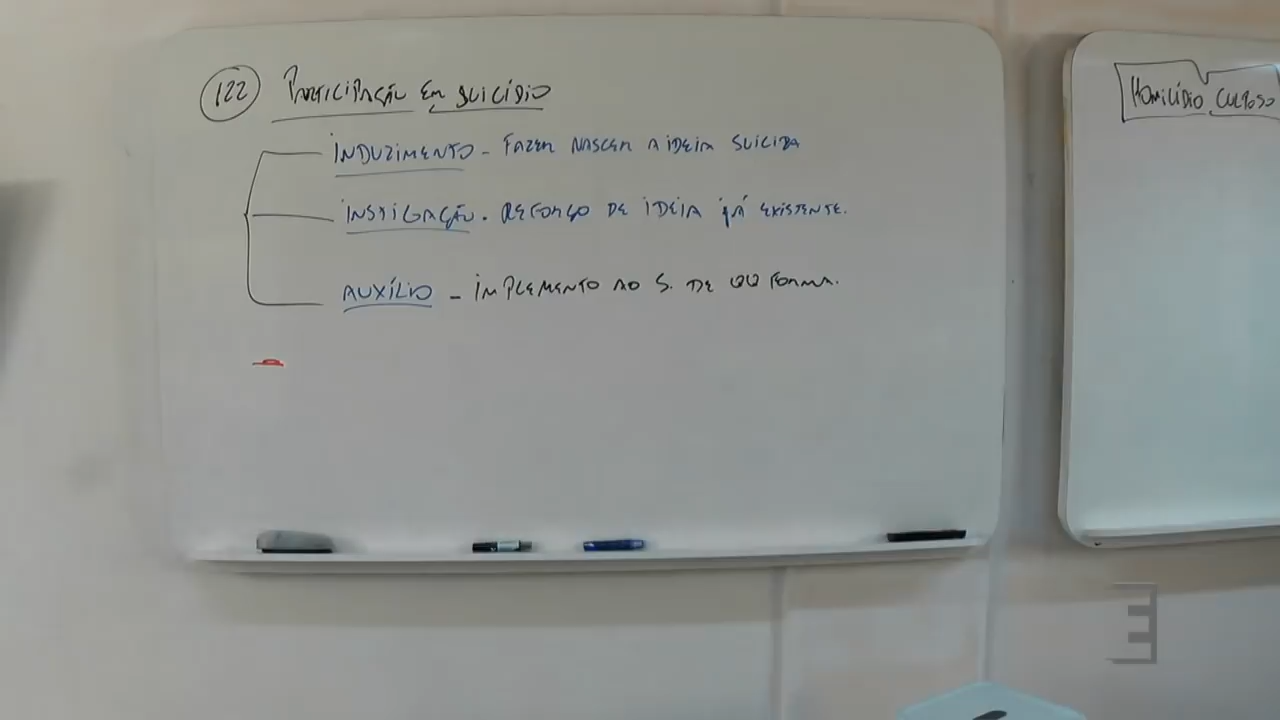 122 PARTICIPAÇÃO EM SUICÍDIO
INDUZIMENTO - FAZER NASCER A IDEIA SUICIDA
INSTIGAÇÃO. REFORÇO DE IDEIA JÁ EXISTENTE.
AUXÍLIO - IMPLEMENTO AO S. DE QQ FORMA.
HOMICÍDIO CULPOSO